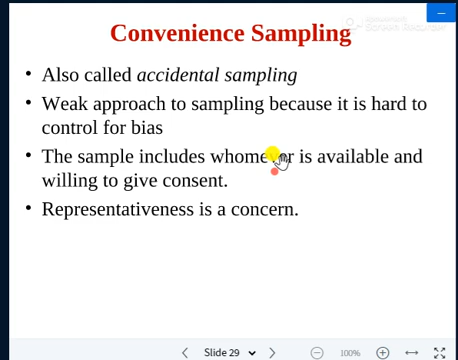 Convenience Sampling
• Also called accidental sampling
• Weak approach to sampling because it is hard to
control for bias
• The sample includes whomever is available and
willing to give consent.
• Representativeness is a concern.
Slide 29
100%